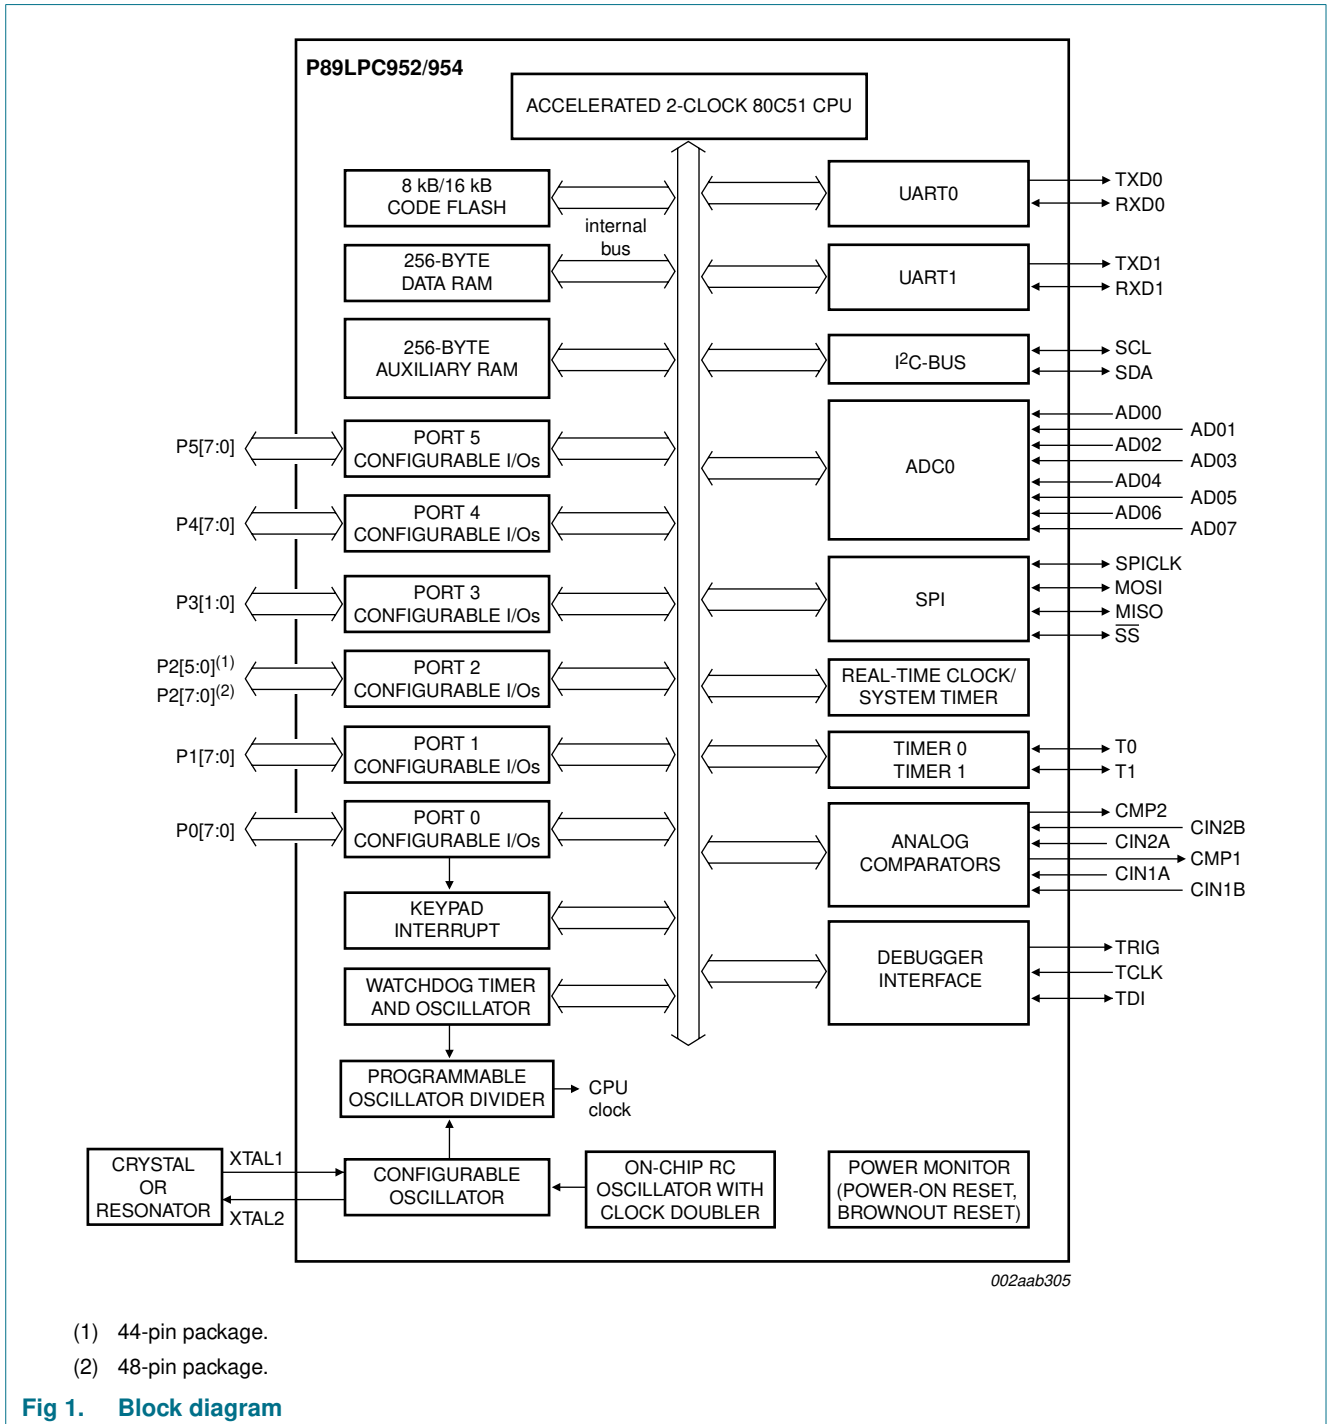 P89LPC952/954
ACCELERATED 2-CLOCK 80C51 CPU
8 kB/16 kB
CODE FLASH
internal
bus
256-BYTE
DATA RAM
256-BYTE
AUXILIARY RAM
P5[7:0]
PORT 5
CONFIGURABLE I/Os
P4[7:0]
PORT 4
CONFIGURABLE I/Os
P3[1:0]
PORT 3
CONFIGURABLE I/Os
P2[5:0](1)
P2[7:0](2)
PORT 2
CONFIGURABLE I/Os
P1[7:0]
PORT 1
CONFIGURABLE I/Os
P0[7:0]
PORT 0
CONFIGURABLE I/Os
KEYPAD
INTERRUPT
WATCHDOG TIMER
AND OSCILLATOR
PROGRAMMABLE
OSCILLATOR DIVIDER
CPU
clock
CRYSTAL
OR
RESONATOR
XTAL1
XTAL2
CONFIGURABLE
OSCILLATOR
ON-CHIP RC
OSCILLATOR WITH
CLOCK DOUBLER
UART0
TXD0
RXD0
UART1
TXD1
RXD1
I2C-BUS
SCL
SDA
ADC0
AD00
AD01
AD02
AD03
AD04
AD05
AD06
AD07
SPI
SPICLK
MOSI
MISO
SS
REAL-TIME CLOCK/
SYSTEM TIMER
TIMER 0
TIMER 1
T0
T1
ANALOG
COMPARATORS
CMP2
CIN2B
CIN2A
CMP1
CIN1A
CIN1B
DEBUGGER
INTERFACE
TRIG
TCLK
TDI
POWER MONITOR
(POWER-ON RESET,
BROWNOUT RESET)
002aab305
(1) 44-pin package.
(2) 48-pin package.
Fig 1. Block diagram